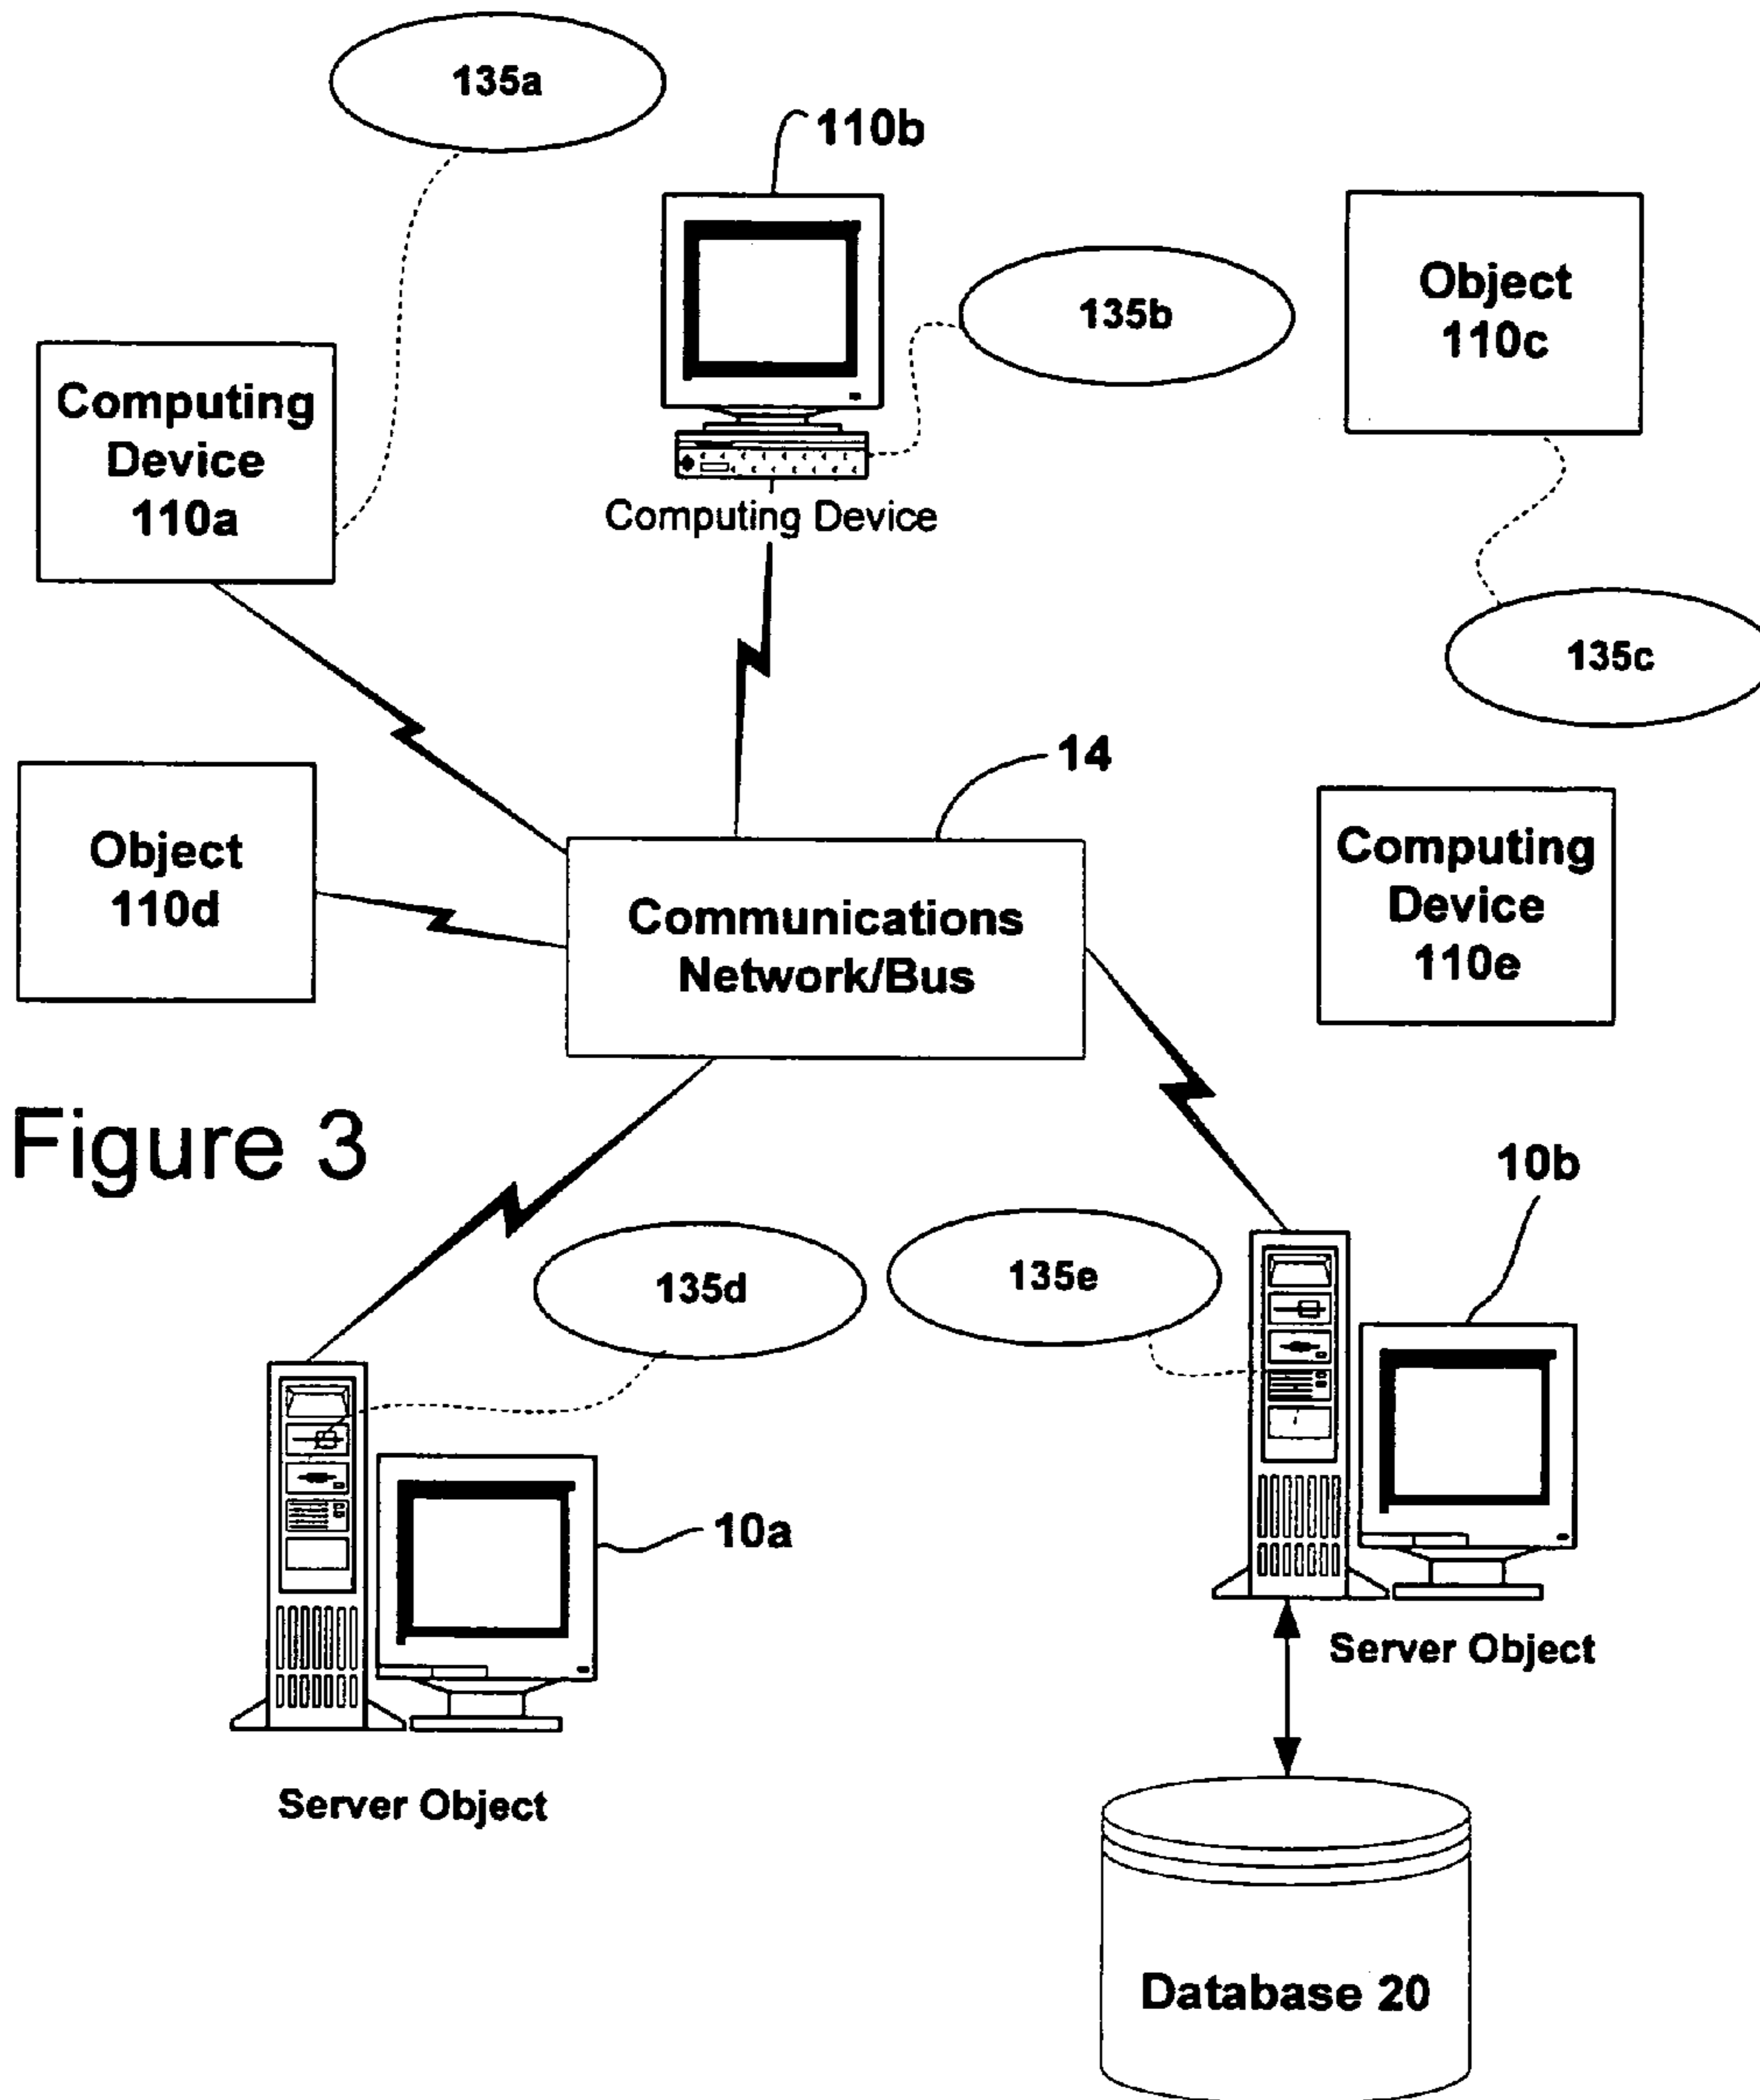 135a
110b
135b
Object
110c
Computing
Device
110a
Computing Device
135c
14
Object
110d
Communications
Network/Bus
Computing
Device
110e
Figure 3
10b
135d
135e
10a
Server Object
Server Object
Database 20